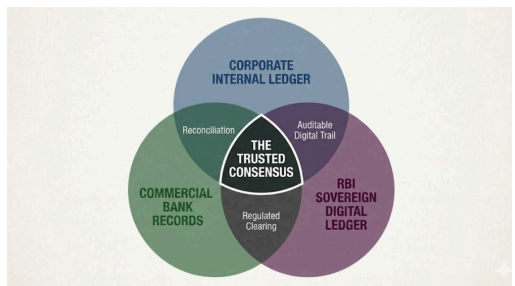 CORPORATE
INTERNAL LEDGER
Reconciliation
Auditable
Digital Trail
THE
TRUSTED
CONSENSUS
COMMERCIAL
BANK
RECORDS
RBI
SOVEREIGN
DIGITAL
LEDGER
Regulated
Clearing